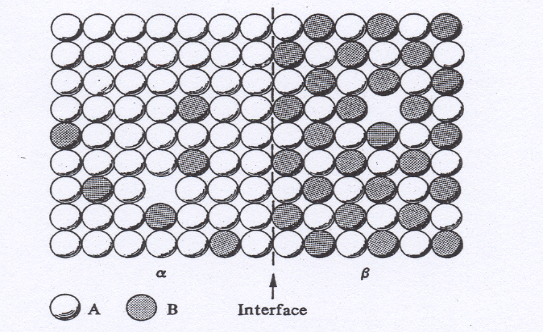 α β
A B Interface